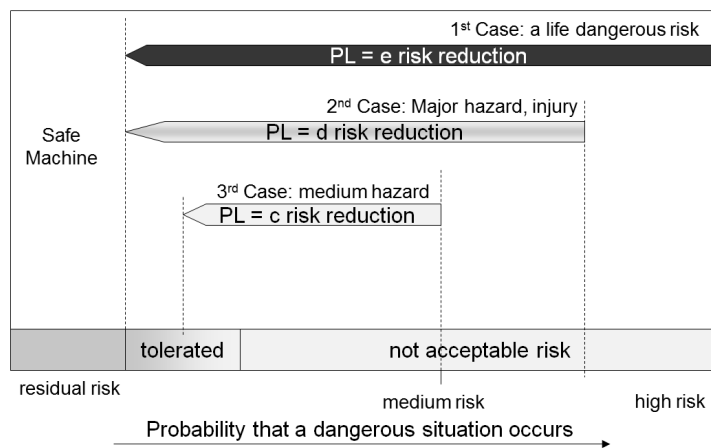 1st Case: a life dangerous risk
PL = e risk reduction
2nd Case: Major hazard, injury
PL = d risk reduction
Safe
Machine
3rd Case: medium hazard
PL = c risk reduction
tolerated
not acceptable risk
residual risk
medium risk
high risk
Probability that a dangerous situation occurs